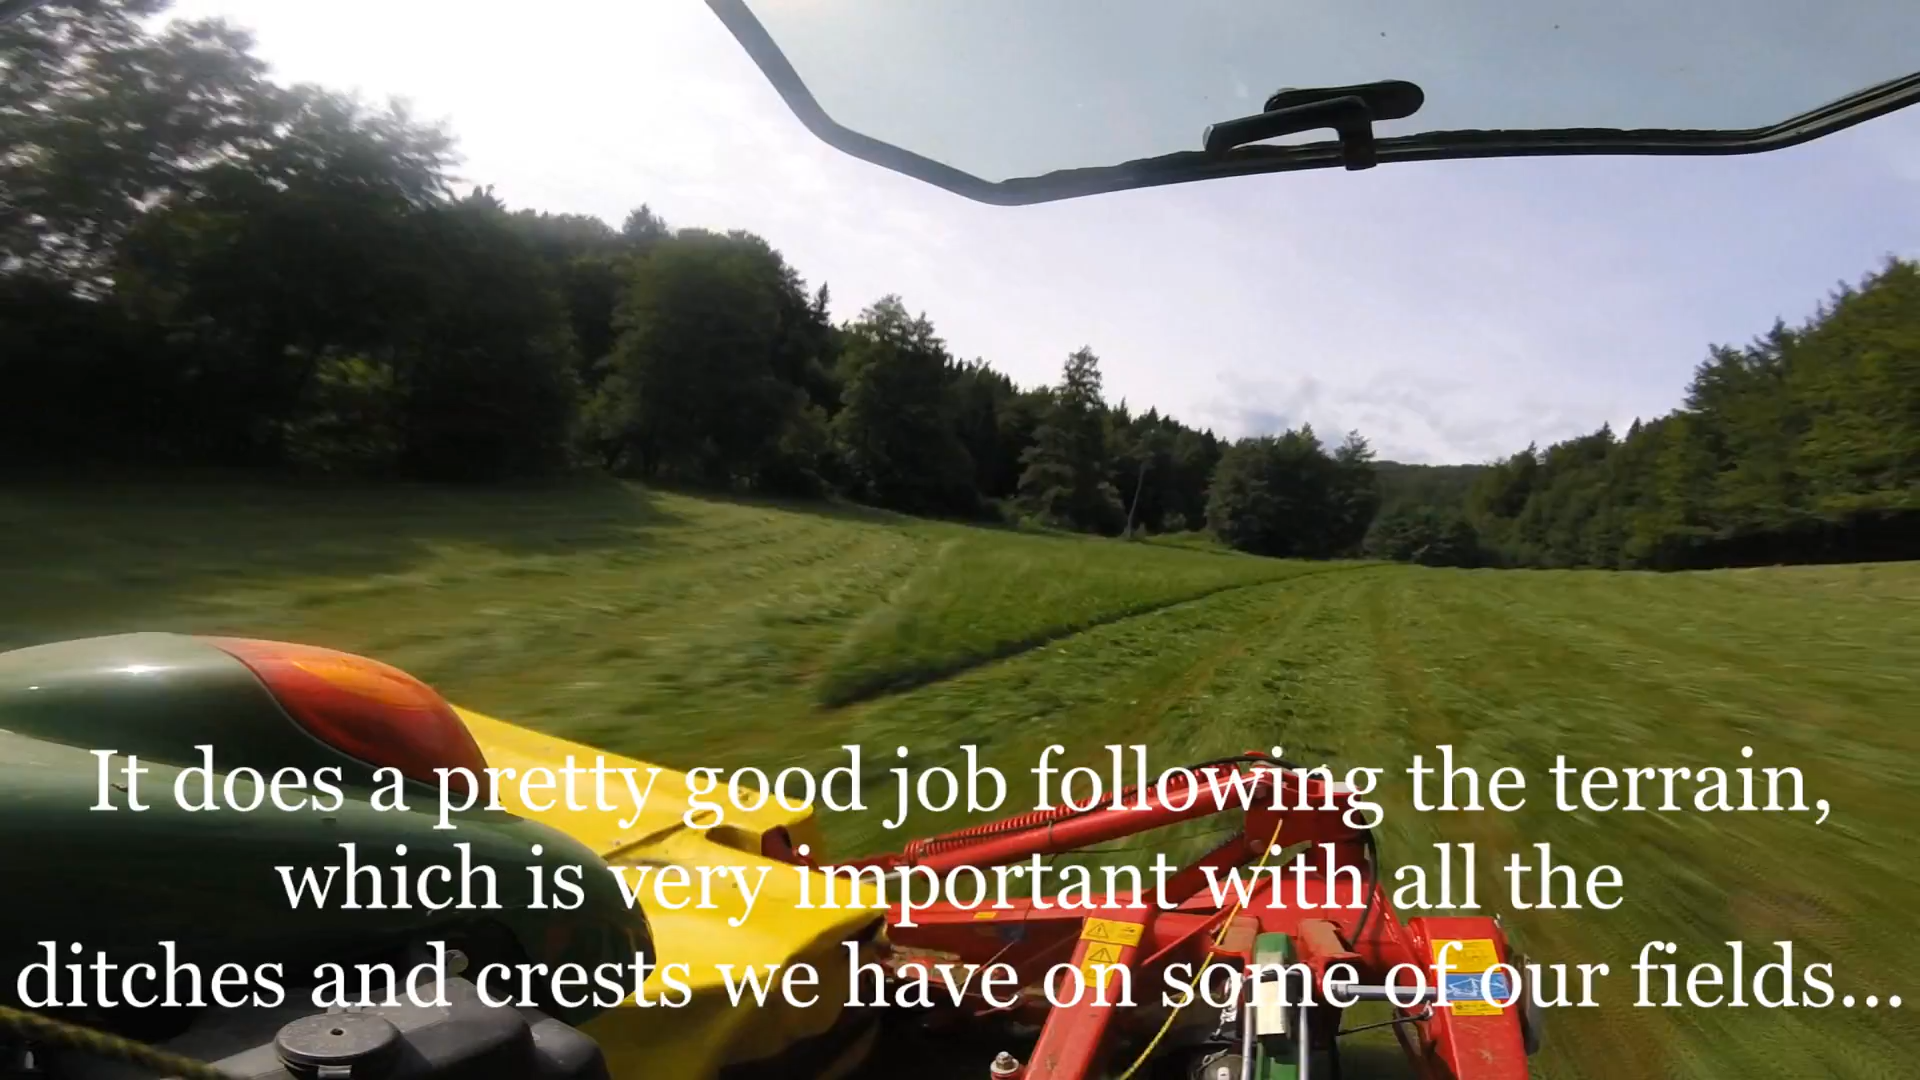 It does a pretty good job following the terrain,
which is very important with all the
ditches and crests we have on some of our fields...